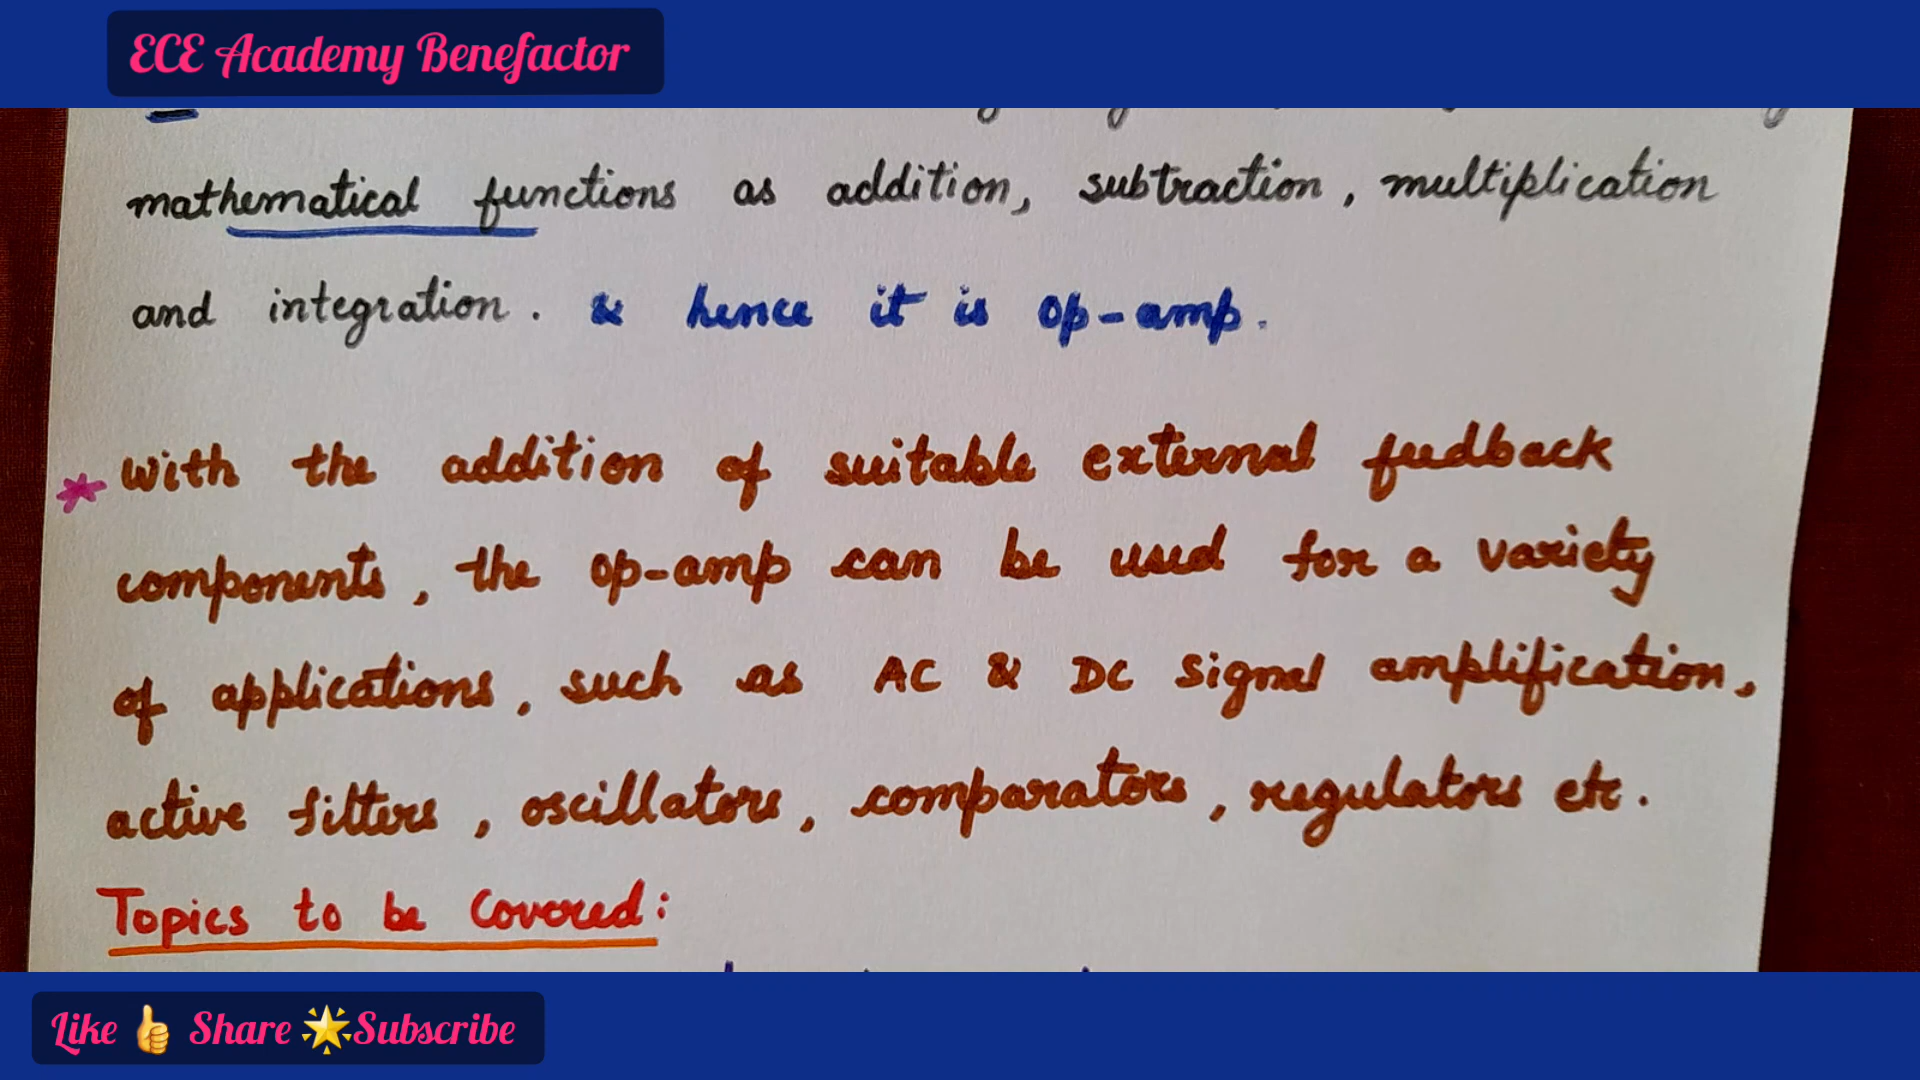 ECE Academy Benefactor
mathematical functions as addition, subtraction, multiplication
and integration. & hence it is op-amp.
* With the addition of suitable external feedback
components, the op-amp can be used for a variety
of applications, such as AC & DC signal amplification,
active filters, oscillators, comparators, regulators etc.
Topics to be Covered:
Like 👍 Share 🌟Subscribe